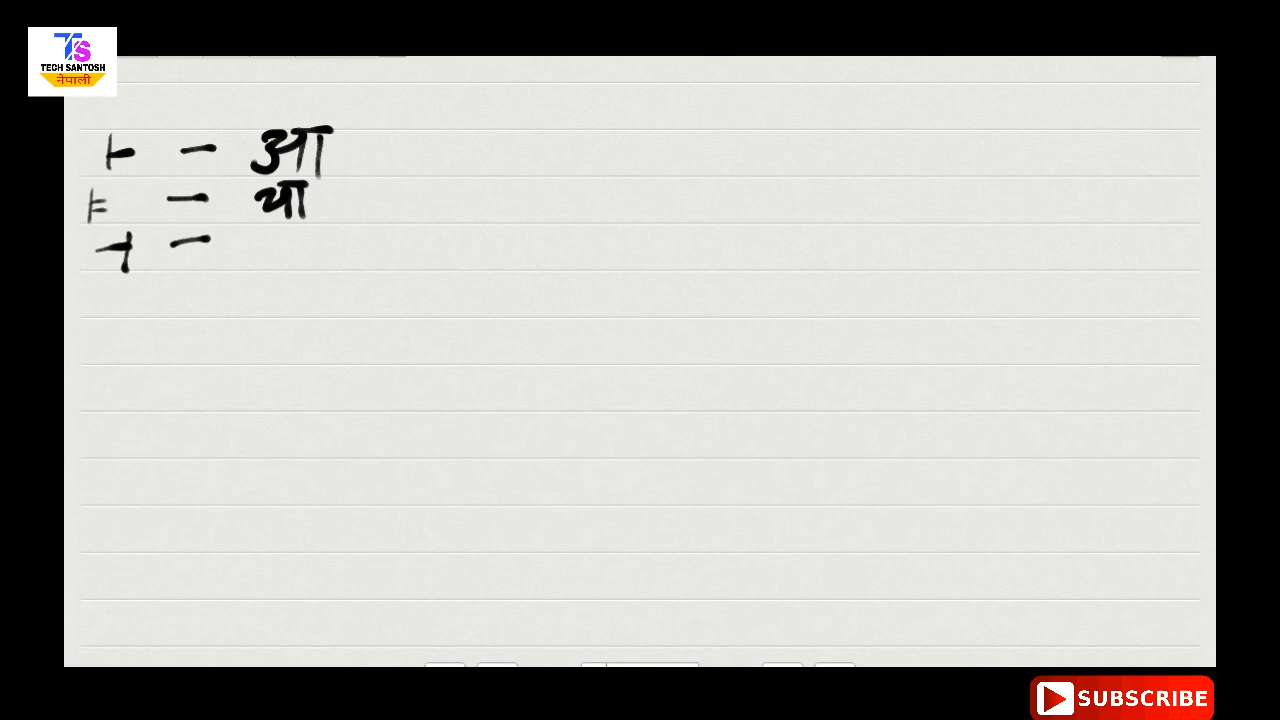 TS
TECH SANTOSH
नेपाली
ㅏ - आ
ㅑ - या
ㅓ -
SUBSCRIBE